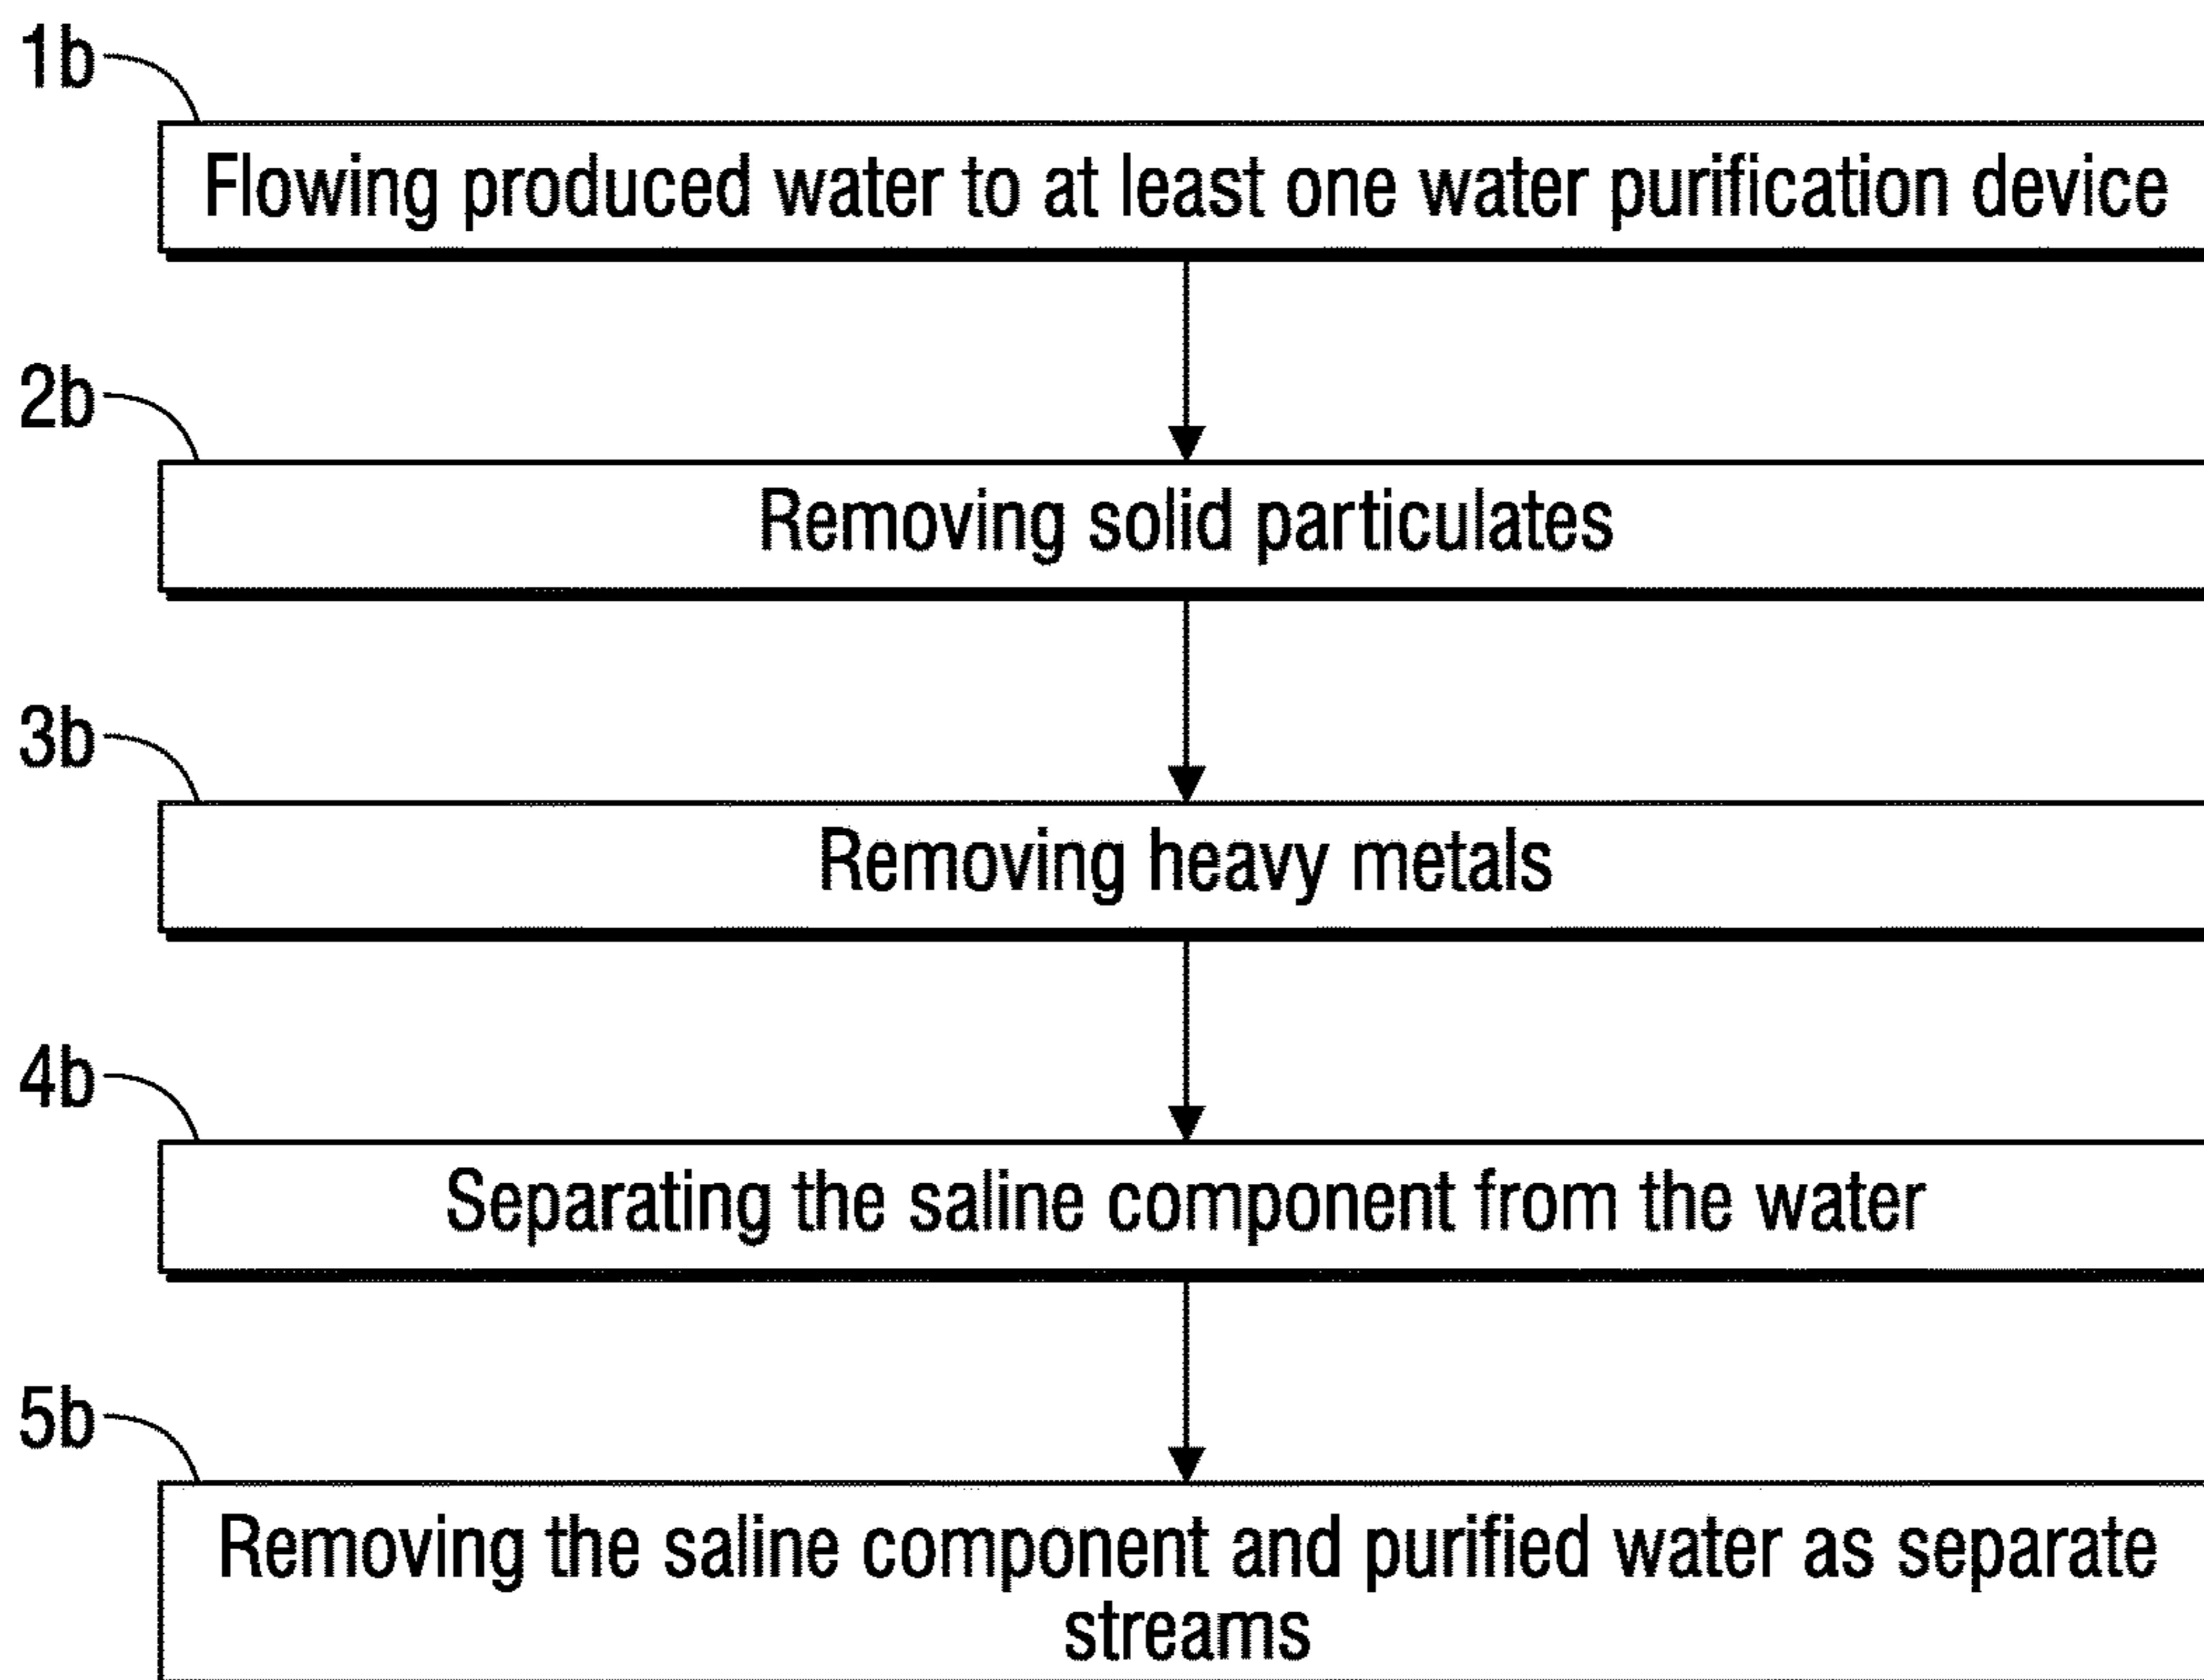 1b
Flowing produced water to at least one water purification device
2b
Removing solid particulates
3b
Removing heavy metals
4b
Separating the saline component from the water
5b
Removing the saline component and purified water as separate
streams